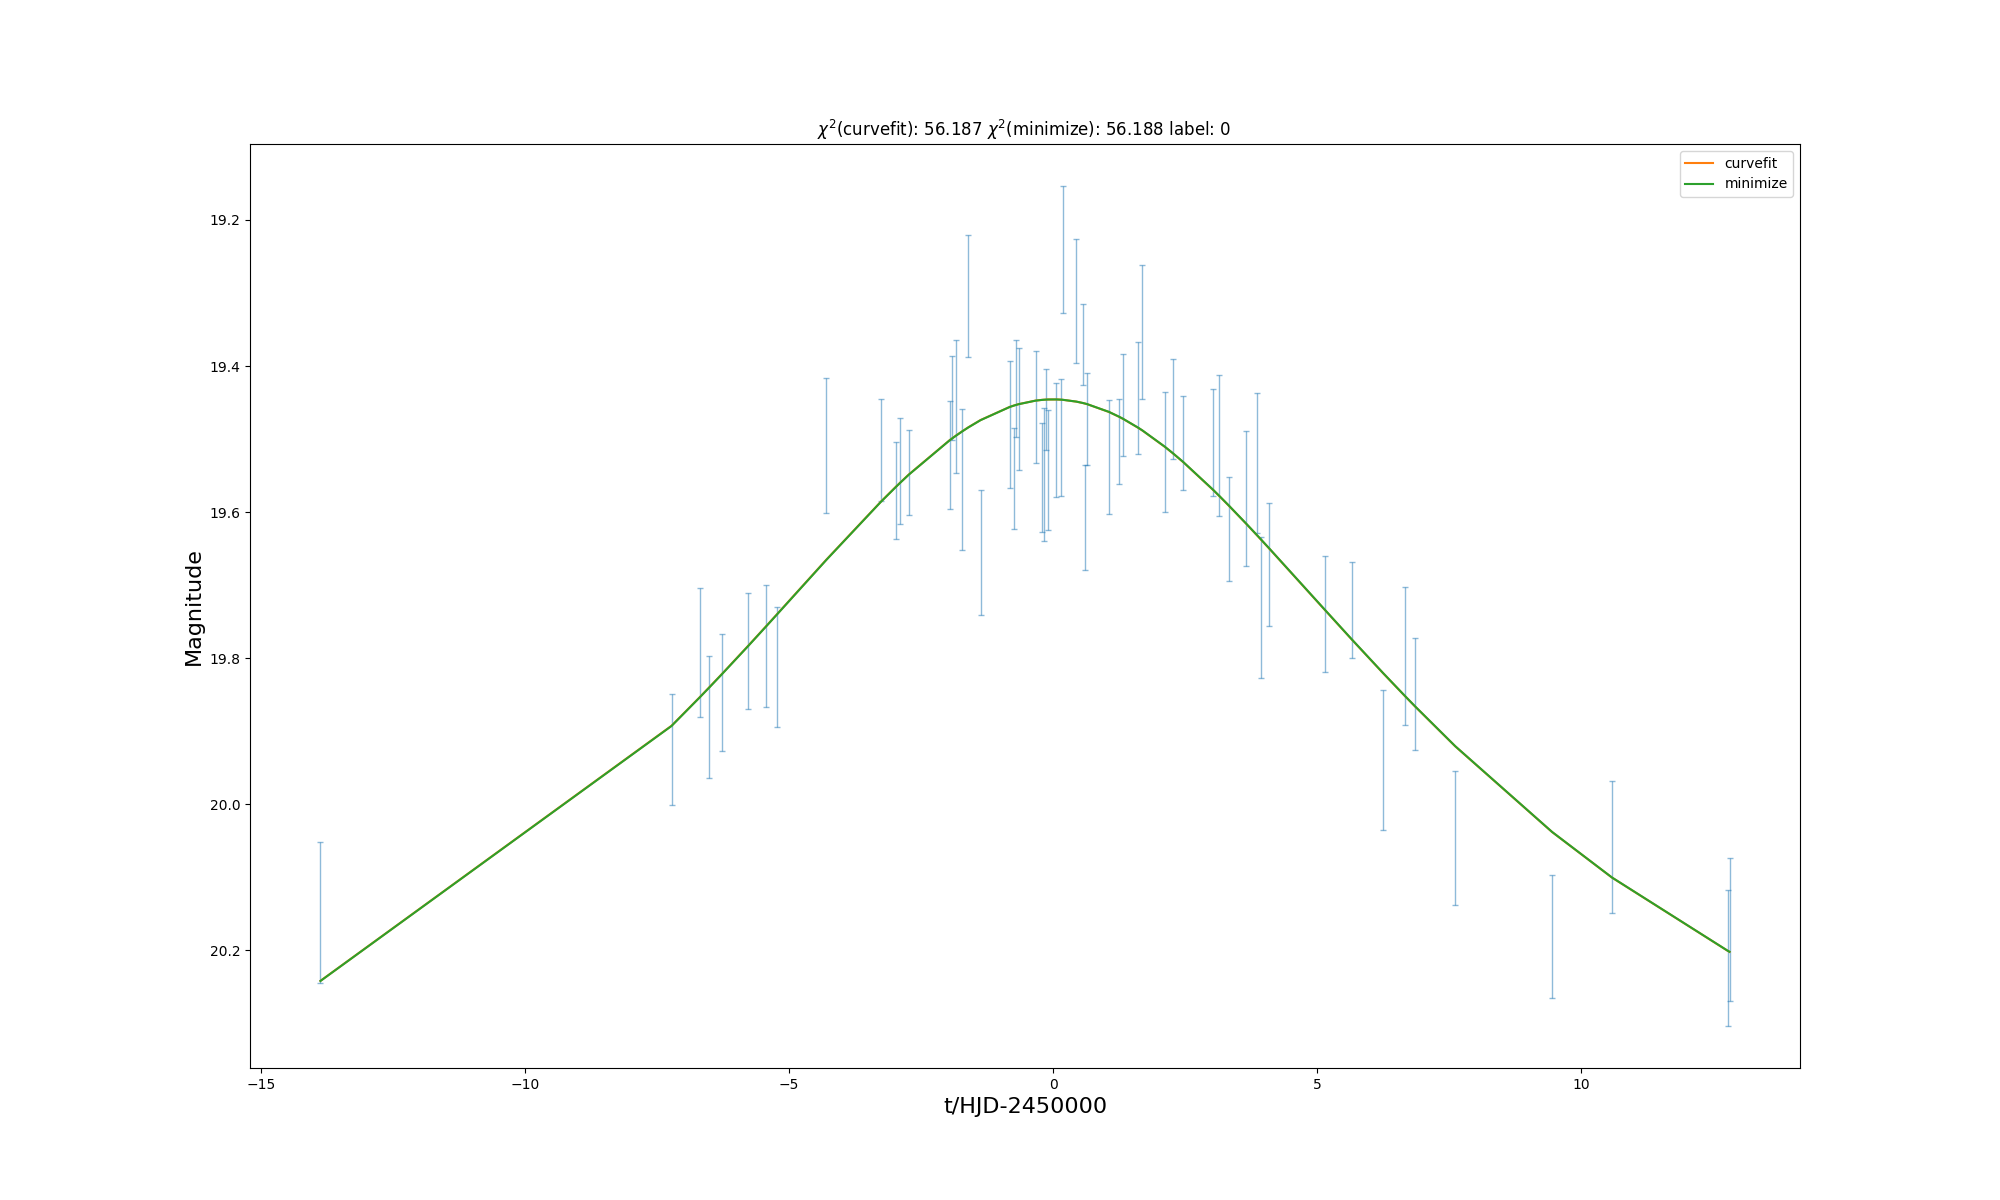 χ²(curvefit): 56.187 χ²(minimize): 56.188 label: 0
curvefit
minimize
19.2
19.4
19.6
19.8
20.0
20.2
Magnitude
−15
−10
−5
0
5
10
t/HJD-2450000